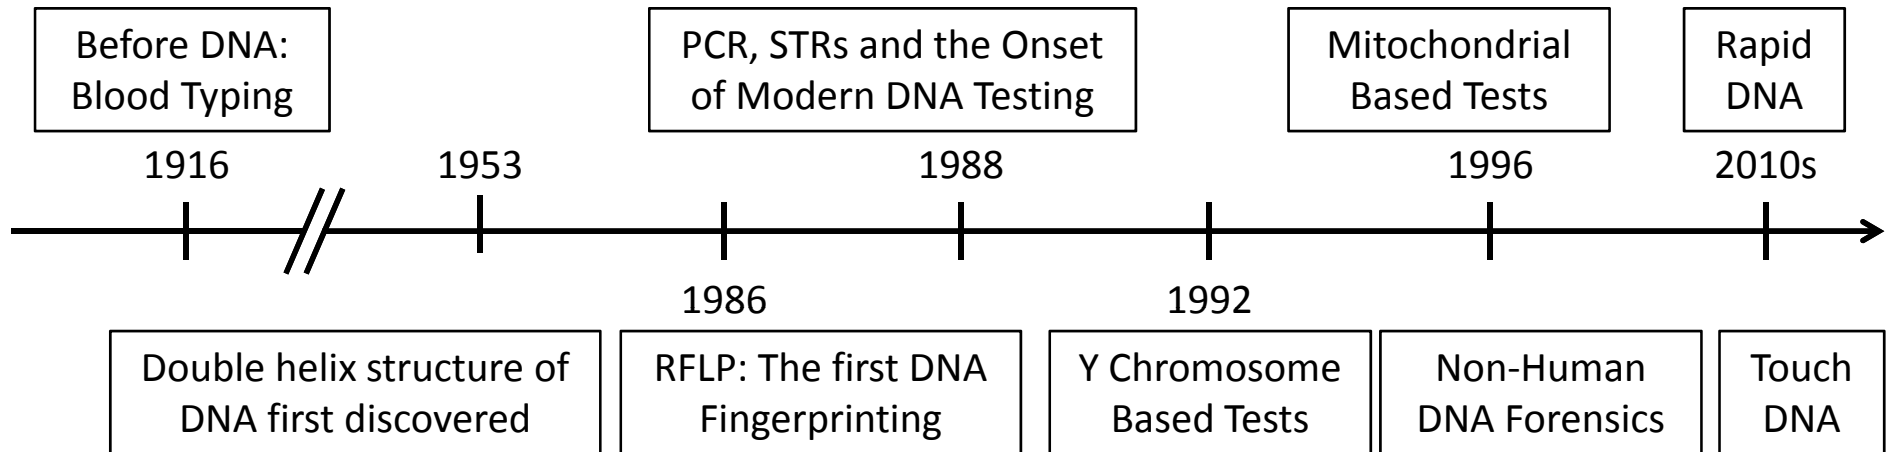 Before DNA:
Blood Typing
PCR, STRs and the Onset
of Modern DNA Testing
Mitochondrial
Based Tests
Rapid
DNA
1916
1953
1988
1996
2010s
1986
1992
Double helix structure of
DNA first discovered
RFLP: The first DNA
Fingerprinting
Y Chromosome
Based Tests
Non-Human
DNA Forensics
Touch
DNA